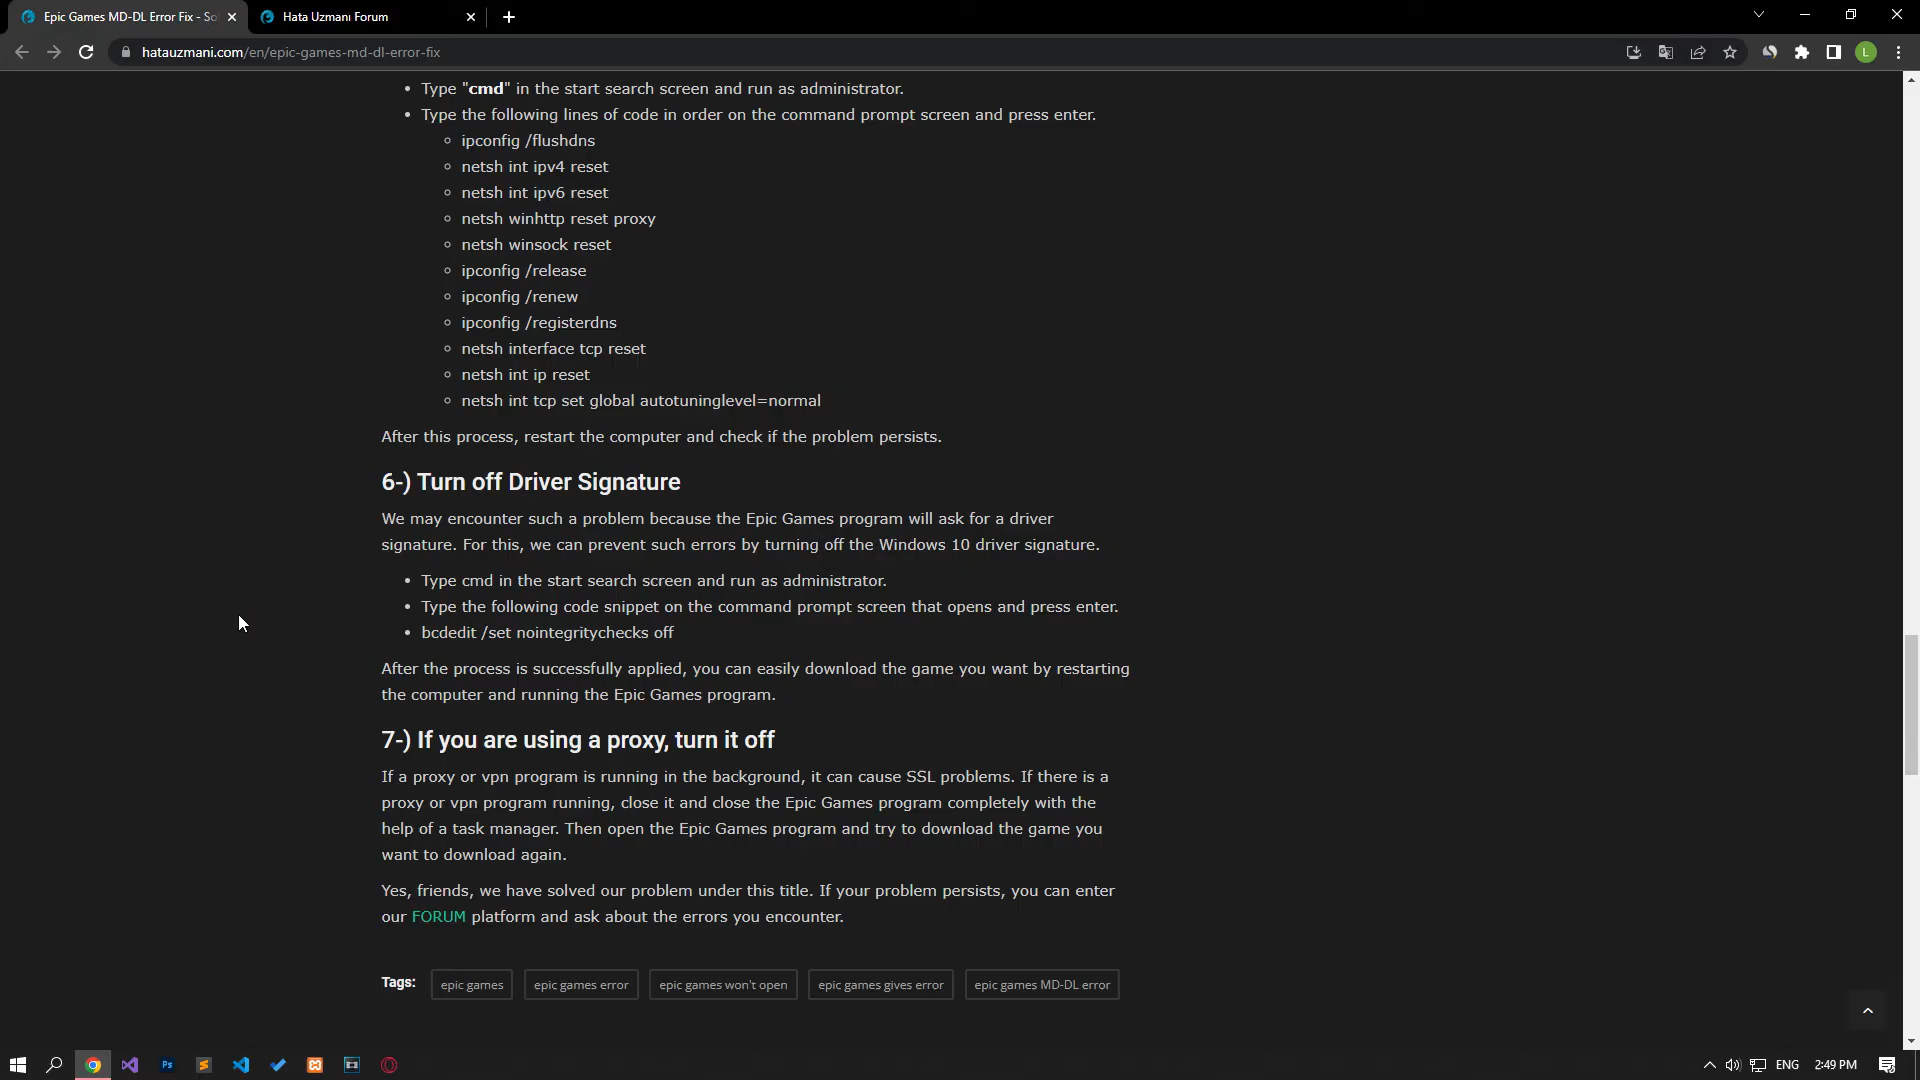 Epic Games MD-DL Error Fix - So
Hata Uzmanı Forum
hatauzmani.com/en/epic-games-md-dl-error-fix
L
Type "cmd" in the start search screen and run as administrator.
Type the following lines of code in order on the command prompt screen and press enter.
ipconfig /flushdns
netsh int ipv4 reset
netsh int ipv6 reset
netsh winhttp reset proxy
netsh winsock reset
ipconfig /release
ipconfig /renew
ipconfig /registerdns
netsh interface tcp reset
netsh int ip reset
netsh int tcp set global autotuninglevel=normal
After this process, restart the computer and check if the problem persists.
6-) Turn off Driver Signature
We may encounter such a problem because the Epic Games program will ask for a driver
signature. For this, we can prevent such errors by turning off the Windows 10 driver signature.
Type cmd in the start search screen and run as administrator.
Type the following code snippet on the command prompt screen that opens and press enter.
bcdedit /set nointegritychecks off
After the process is successfully applied, you can easily download the game you want by restarting
the computer and running the Epic Games program.
7-) If you are using a proxy, turn it off
If a proxy or vpn program is running in the background, it can cause SSL problems. If there is a
proxy or vpn program running, close it and close the Epic Games program completely with the
help of a task manager. Then open the Epic Games program and try to download the game you
want to download again.
Yes, friends, we have solved our problem under this title. If your problem persists, you can enter
our FORUM platform and ask about the errors you encounter.
Tags: epic games epic games error epic games won't open epic games gives error epic games MD-DL error
Ps
ENG 2:49 PM